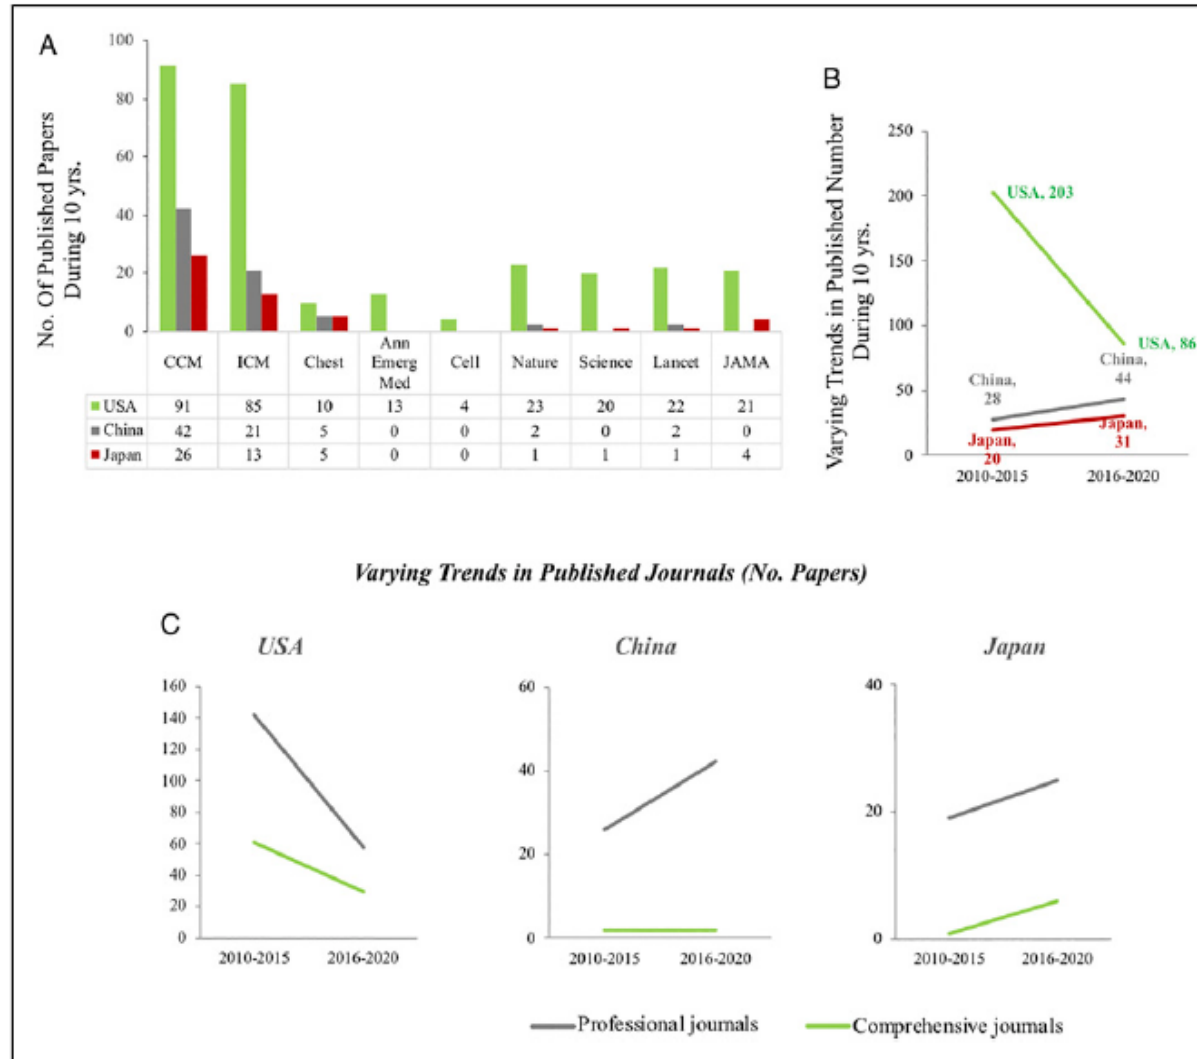 A
No. Of Published Papers
During 10 yrs.
100
80
60
40
20
0
CCM ICM Chest Ann Emerg Med Cell Nature Science Lancet JAMA
USA 91 85 10 13 4 23 20 22 21
China 42 21 5 0 0 2 0 2 0
Japan 26 13 5 0 0 1 1 1 4
B
Varying Trends in Published Number
During 10 yrs.
250
200
150
100
50
0
USA, 203
USA, 86
China,
28
China,
44
Japan,
20
Japan,
31
2010-2015 2016-2020
Varying Trends in Published Journals (No. Papers)
C
USA
160
140
120
100
80
60
40
20
0
2010-2015 2016-2020
China
60
40
20
0
2010-2015 2016-2020
Japan
40
20
0
2010-2015 2016-2020
Professional journals Comprehensive journals